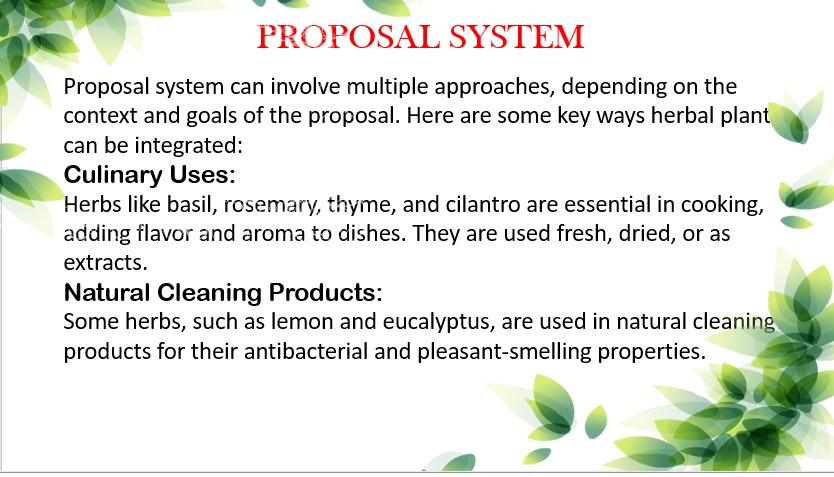 PROPOSAL SYSTEM
Proposal system can involve multiple approaches, depending on the
context and goals of the proposal. Here are some key ways herbal plant
can be integrated:
Culinary Uses:
Herbs like basil, rosemary, thyme, and cilantro are essential in cooking,
adding flavor and aroma to dishes. They are used fresh, dried, or as
extracts.
Natural Cleaning Products:
Some herbs, such as lemon and eucalyptus, are used in natural cleaning
products for their antibacterial and pleasant-smelling properties.